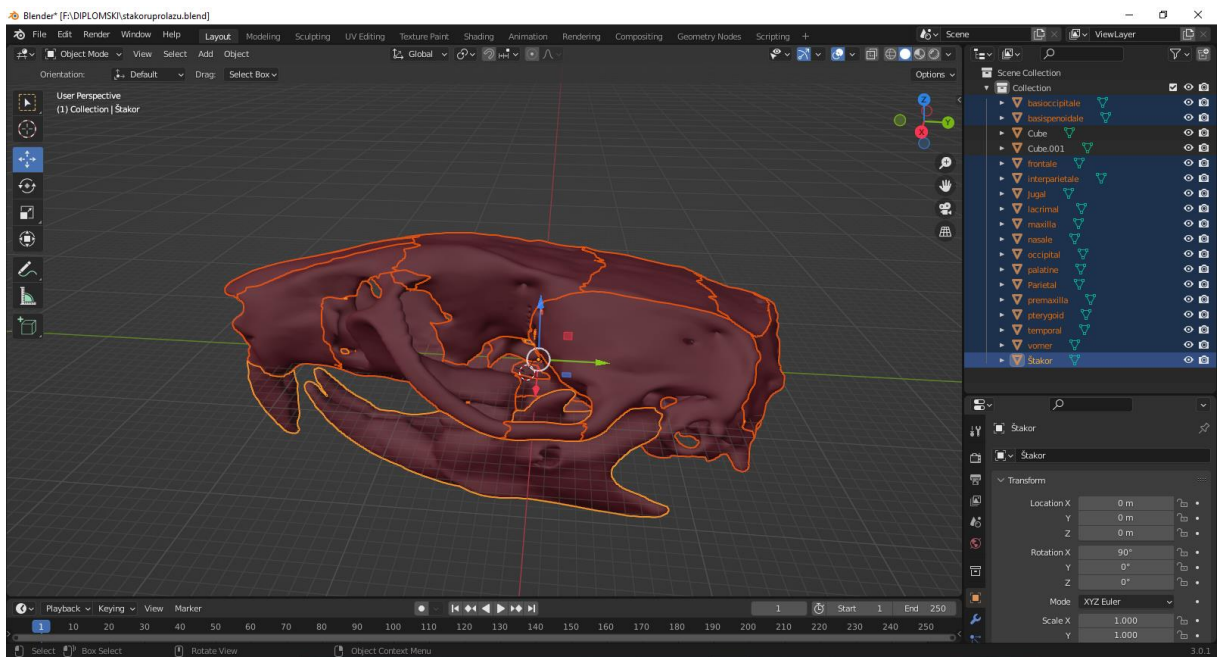 Blender* [F:\DIPLOMSKI\stakoruprolazu.blend]
File Edit Render Window Help Layout Modeling Sculpting UV Editing Texture Paint Shading Animation Rendering Compositing Geometry Nodes Scripting + Scene ViewLayer
Object Mode View Select Add Object Global
Orientation: Default Drag: Select Box Options
User Perspective
(1) Collection | Štakor
Z
Y
X
Scene Collection
Collection
basioccipitale
basispenoidale
Cube
Cube.001
frontale
interparietale
Jugal
lacrimal
maxilla
nasale
occipital
palatine
Parietal
premaxilla
pterygoid
temporal
vomer
Štakor
Štakor
Štakor
Transform
Location X 0 m
Y 0 m
Z 0 m
Rotation X 90°
Y 0°
Z 0°
Mode XYZ Euler
Scale X 1.000
Y 1.000
Playback Keying View Marker 1 Start 1 End 250
1 10 20 30 40 50 60 70 80 90 100 110 120 130 140 150 160 170 180 190 200 210 220 230 240 250
Select Box Select Rotate View Object Context Menu 3.0.1